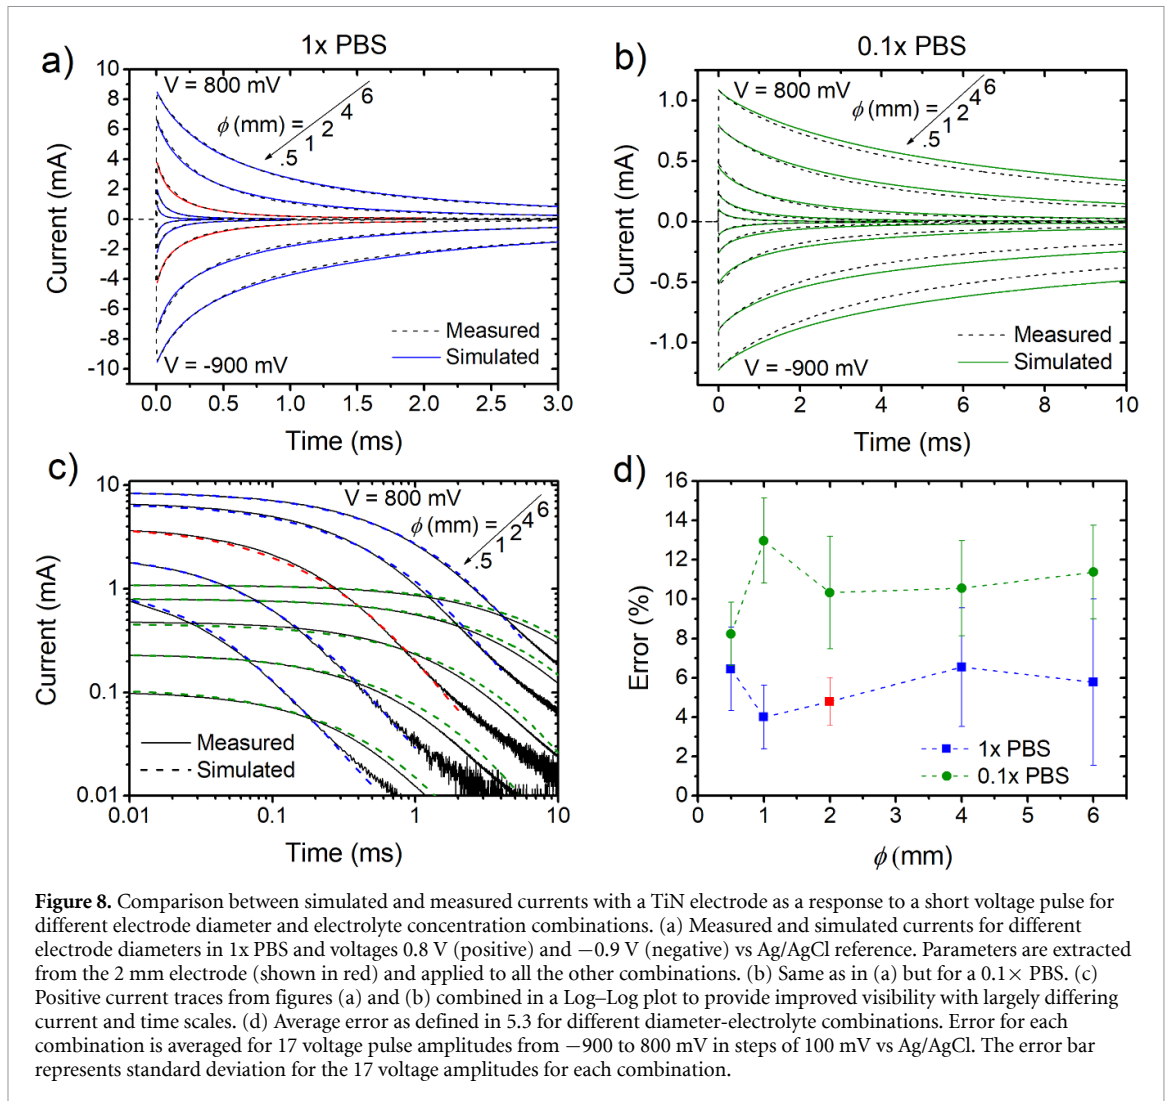 1x PBS
0.1x PBS
a)
10
8
6
4
2
0
-2
-4
-6
-8
-10
Current (mA)
V = 800 mV
ϕ (mm) =
.5
1
2
4
6
V = -900 mV
Measured
Simulated
0.0
0.5
1.0
1.5
2.0
2.5
3.0
Time (ms)
b)
1.0
0.5
0.0
-0.5
-1.0
Current (mA)
V = 800 mV
ϕ (mm) =
.5
1
2
4
6
V = -900 mV
Measured
Simulated
0
2
4
6
8
10
Time (ms)
c)
10
1
0.1
0.01
Current (mA)
V = 800 mV
ϕ (mm) =
.5
1
2
4
6
Measured
Simulated
0.01
0.1
1
10
Time (ms)
d)
16
14
12
10
8
6
4
2
0
Error (%)
1x PBS
0.1x PBS
0
1
2
3
4
5
6
ϕ (mm)
Figure 8. Comparison between simulated and measured currents with a TiN electrode as a response to a short voltage pulse for
different electrode diameter and electrolyte concentration combinations. (a) Measured and simulated currents for different
electrode diameters in 1x PBS and voltages 0.8 V (positive) and −0.9 V (negative) vs Ag/AgCl reference. Parameters are extracted
from the 2 mm electrode (shown in red) and applied to all the other combinations. (b) Same as in (a) but for a 0.1× PBS. (c)
Positive current traces from figures (a) and (b) combined in a Log–Log plot to provide improved visibility with largely differing
current and time scales. (d) Average error as defined in 5.3 for different diameter-electrolyte combinations. Error for each
combination is averaged for 17 voltage pulse amplitudes from −900 to 800 mV in steps of 100 mV vs Ag/AgCl. The error bar
represents standard deviation for the 17 voltage amplitudes for each combination.